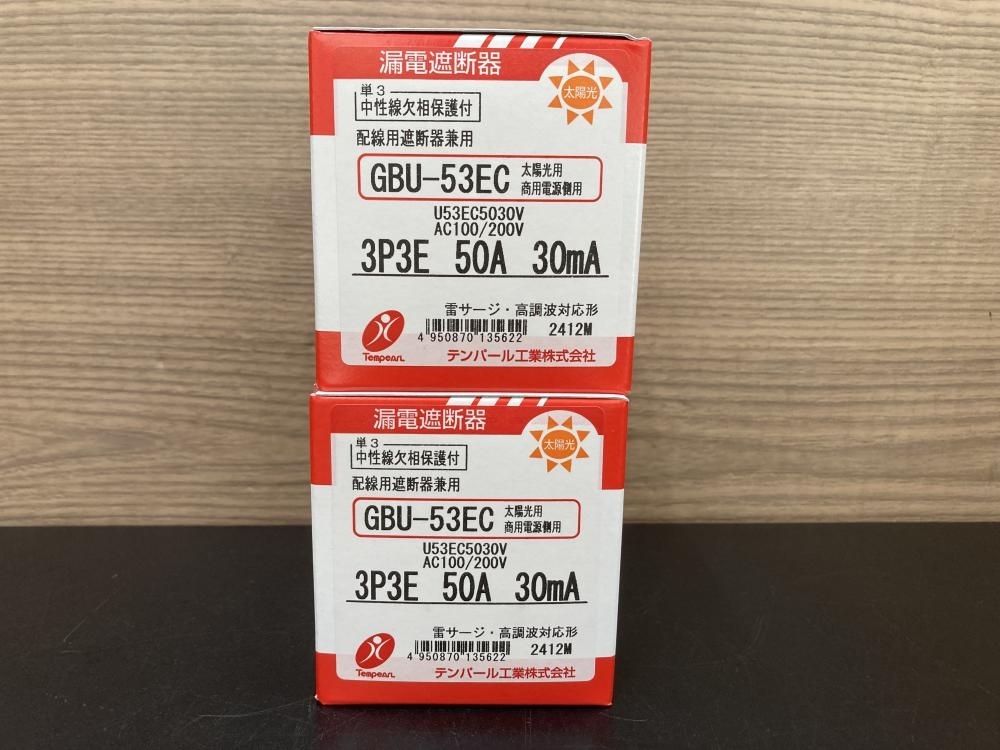 漏電遮断器
太陽光
単3
中性線欠相保護付
配線用遮断器兼用
GBU-53EC 太陽光用
商用電源側用
U53EC5030V
AC100/200V
3P3E 50A 30mA
雷サージ・高調波対応形
4 950870 135622 2412M
Tempearl テンパール工業株式会社
漏電遮断器
太陽光
単3
中性線欠相保護付
配線用遮断器兼用
GBU-53EC 太陽光用
商用電源側用
U53EC5030V
AC100/200V
3P3E 50A 30mA
雷サージ・高調波対応形
4 950870 135622 2412M
Tempearl テンパール工業株式会社